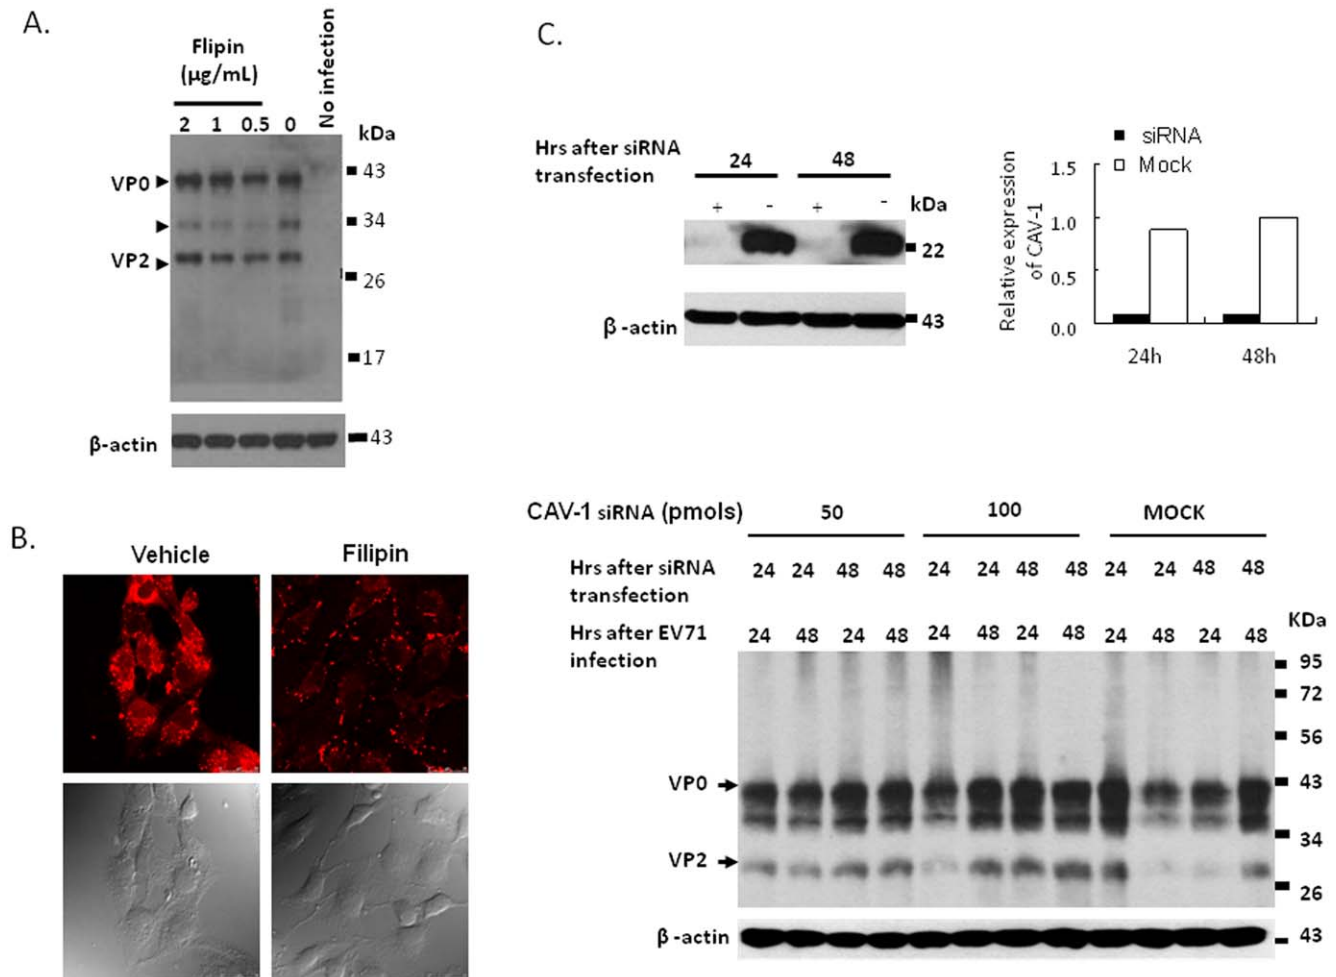 A.
Flipin
(µg/mL)
No infection
2 1 0.5 0
kDa
VP0
43
34
VP2
26
17
β-actin
43
B.
Vehicle Filipin
C.
Hrs after siRNA
transfection
24 48
+ - + -
kDa
22
β -actin
43
siRNA
Mock
Relative expression
of CAV-1
1.5
1.0
0.5
0.0
24h 48h
CAV-1 siRNA (pmols) 50 100 MOCK
Hrs after siRNA
transfection
24 24 48 48 24 24 48 48 24 24 48 48
Hrs after EV71
infection
24 48 24 48 24 48 24 48 24 48 24 48
KDa
95
72
56
VP0
43
34
VP2
26
β -actin
43